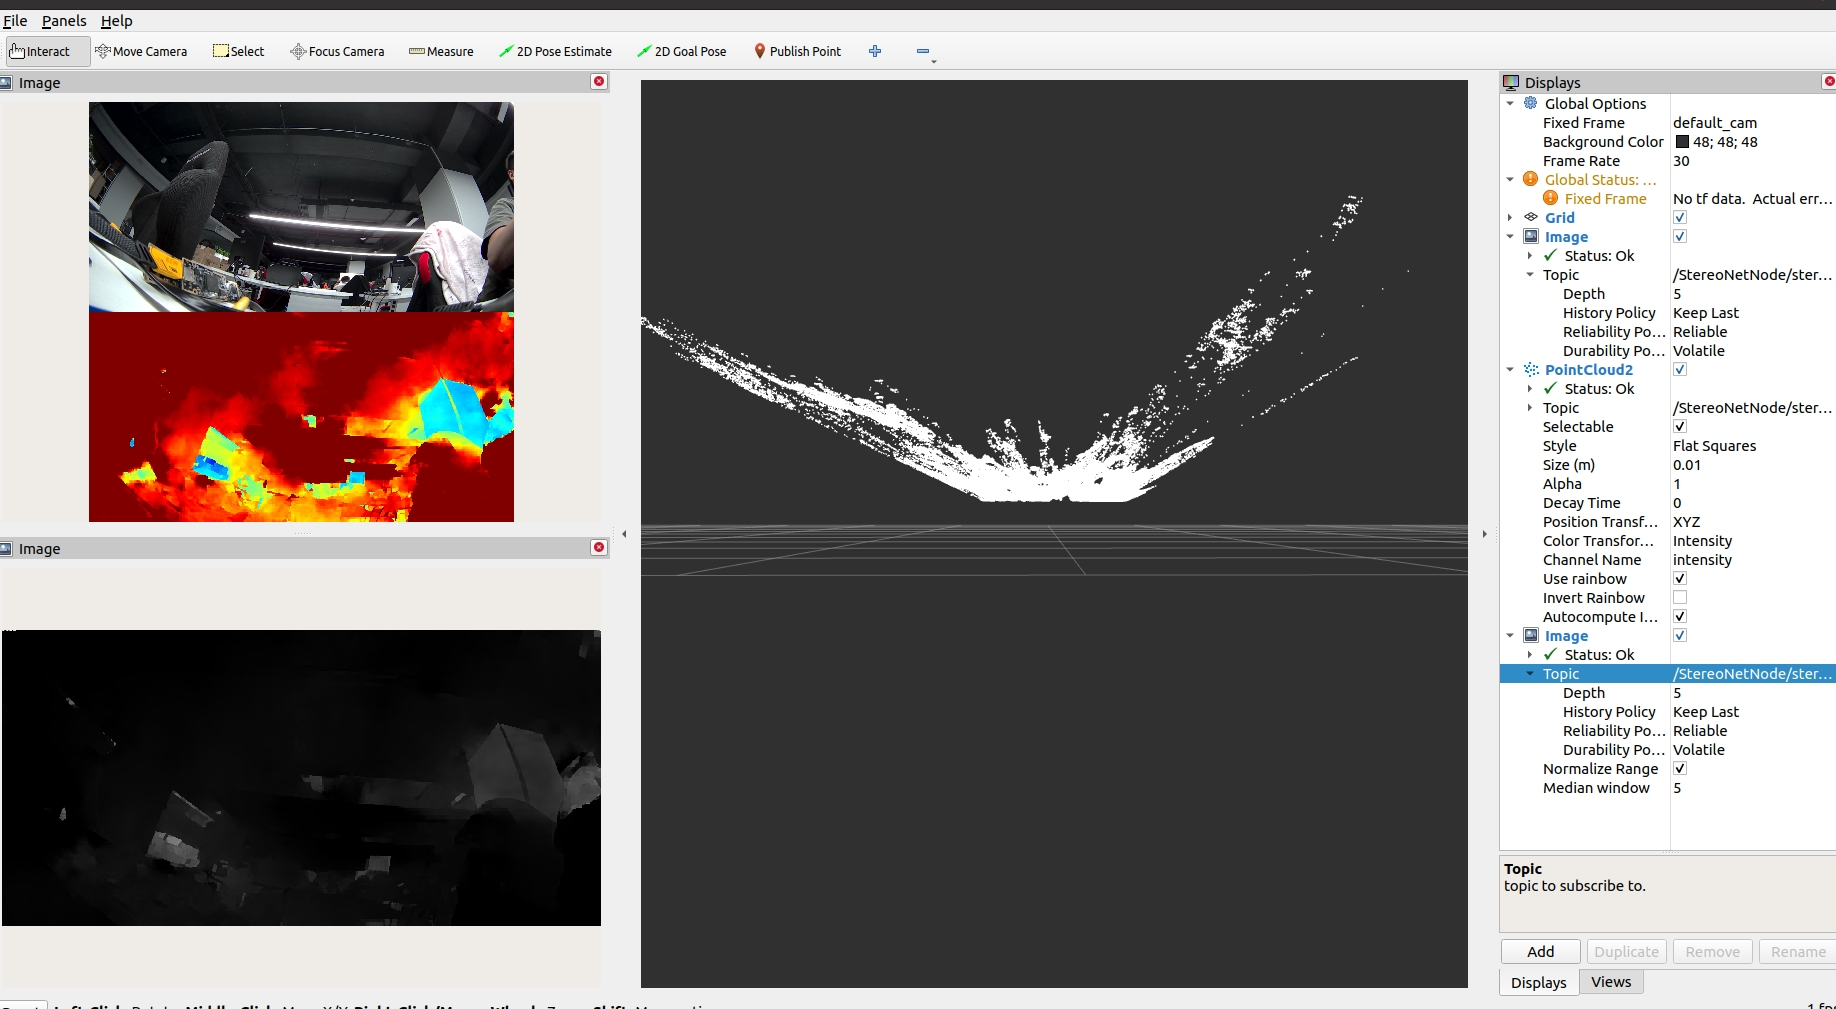 File Panels Help
Interact Move Camera Select Focus Camera Measure 2D Pose Estimate 2D Goal Pose Publish Point
Image
Image
Displays
Global Options
Fixed Frame default_cam
Background Color 48; 48; 48
Frame Rate 30
Global Status: ...
Fixed Frame No tf data. Actual err...
Grid
Image
Status: Ok
Topic /StereoNetNode/ster...
Depth 5
History Policy Keep Last
Reliability Po... Reliable
Durability Po... Volatile
PointCloud2
Status: Ok
Topic /StereoNetNode/ster...
Selectable
Style Flat Squares
Size (m) 0.01
Alpha 1
Decay Time 0
Position Transf... XYZ
Color Transfor... Intensity
Channel Name intensity
Use rainbow
Invert Rainbow
Autocompute I...
Image
Status: Ok
Topic /StereoNetNode/ster...
Depth 5
History Policy Keep Last
Reliability Po... Reliable
Durability Po... Volatile
Normalize Range
Median window 5
Topic
topic to subscribe to.
Add Duplicate Remove Rename
Displays Views